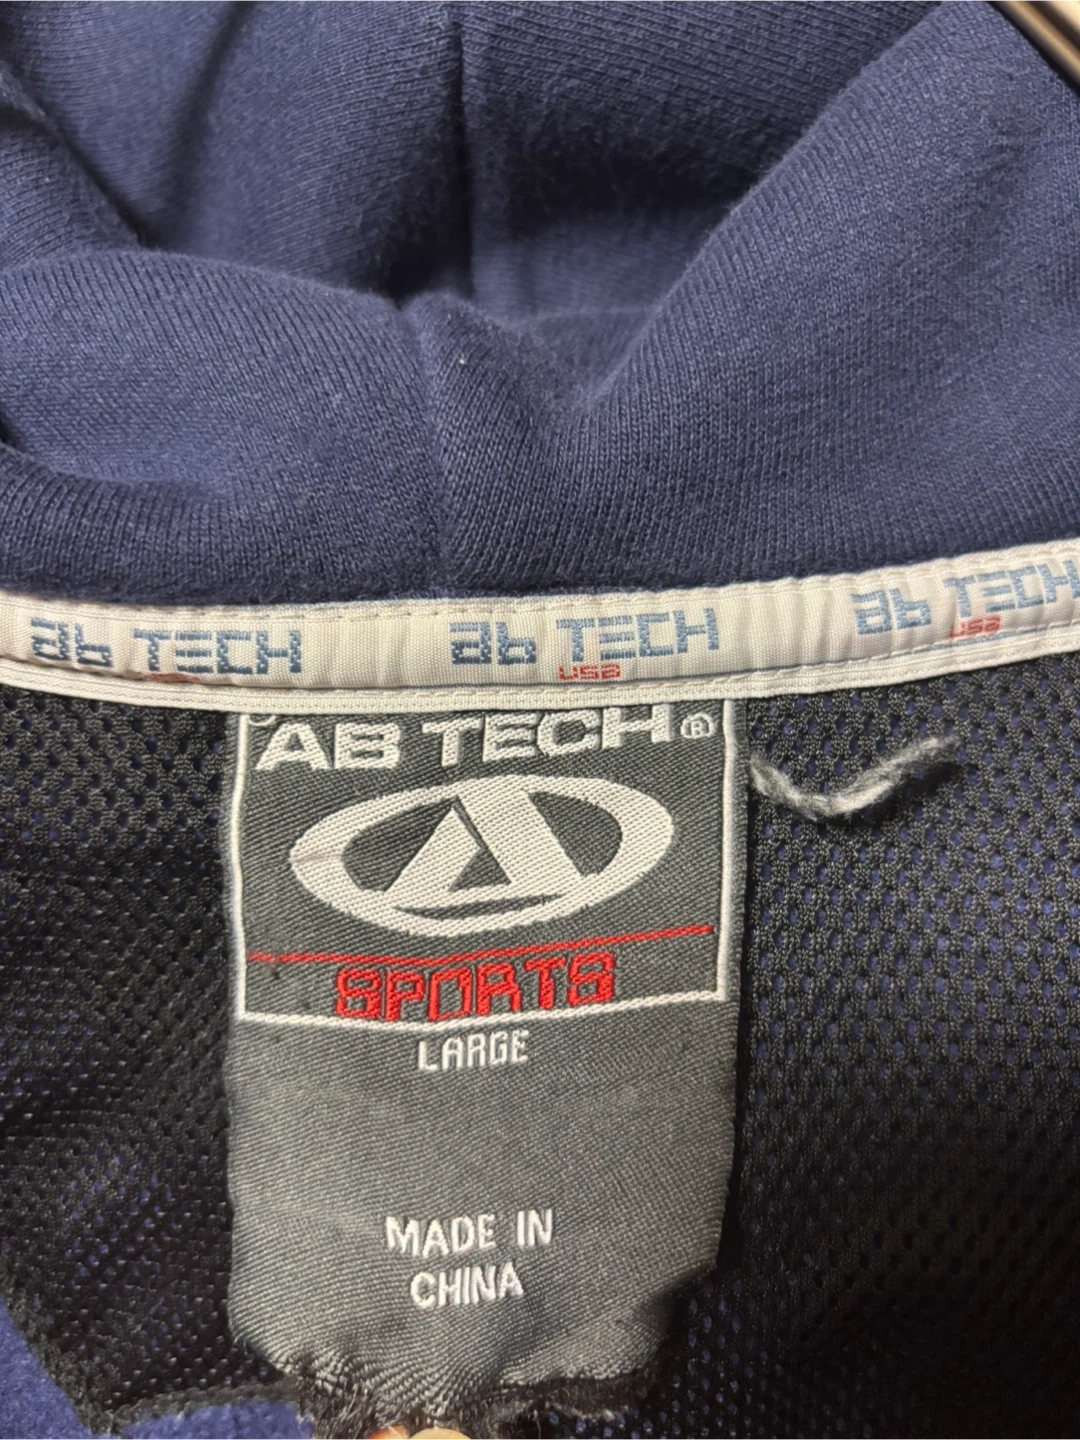 ab TECH
ab TECH
USA
ab TECH
USA
AB TECH®
SPORTS
LARGE
MADE IN
CHINA